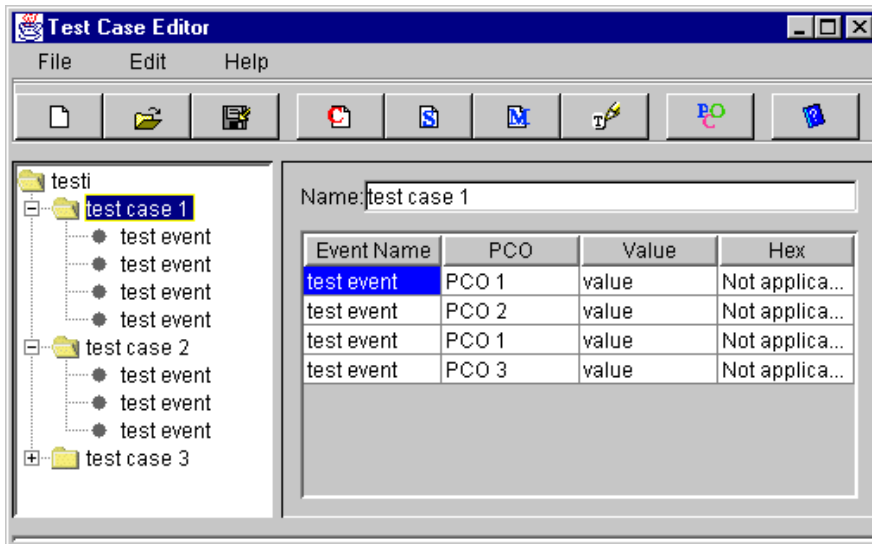 Test Case Editor
File Edit Help
C S M T PCO
testi
test case 1
test event
test event
test event
test event
test case 2
test event
test event
test event
test case 3
Name: test case 1
Event Name PCO Value Hex
test event PCO 1 value Not applica...
test event PCO 2 value Not applica...
test event PCO 1 value Not applica...
test event PCO 3 value Not applica...